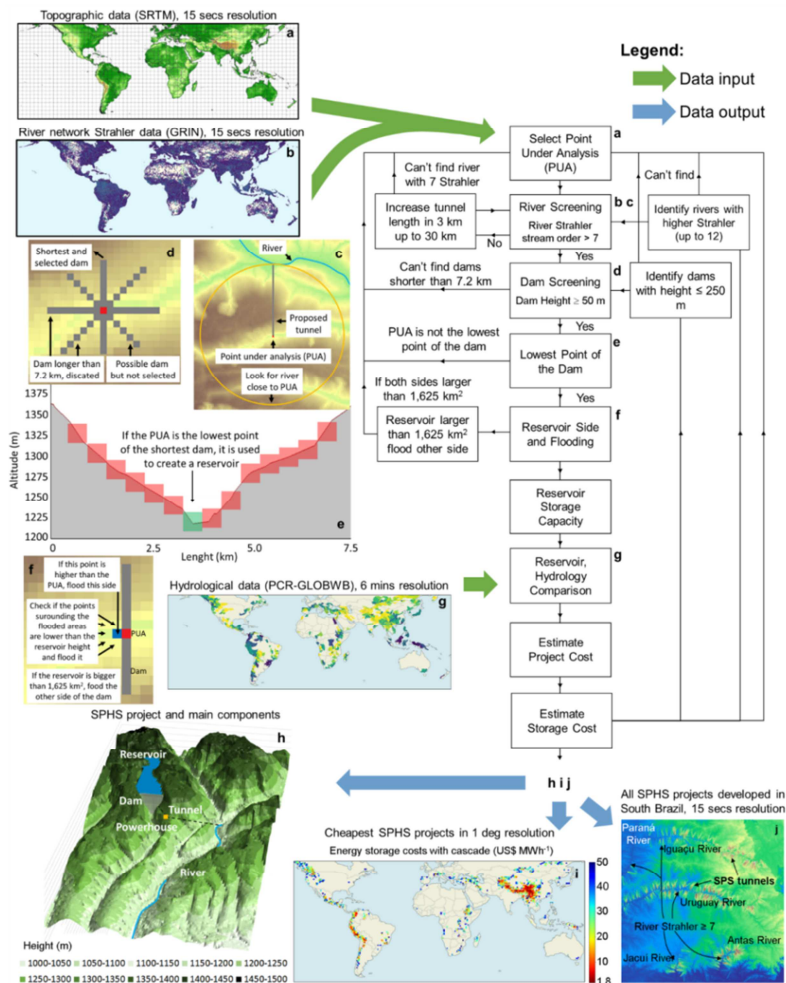 Topographic data (SRTM), 15 secs resolution
a
River network Strahler data (GRIN), 15 secs resolution
b
Legend:
Data input
Data output
Select Point
Under Analysis
(PUA)
a
Can't find river
with 7 Strahler
Can't find
Increase tunnel
length in 3 km
up to 30 km
No
River Screening
River Strahler
stream order > 7
b c
Identify rivers with
higher Strahler
(up to 12)
Yes
Can't find dams
shorter than 7.2 km
Dam Screening
Dam Height ≥ 50 m
d
Identify dams
with height ≤ 250
m
Yes
PUA is not the lowest
point of the dam
Lowest Point of
the Dam
e
Yes
If both sides larger
than 1,625 km²
Reservoir larger
than 1,625 km²
flood other side
Reservoir Side
and Flooding
f
Reservoir
Storage
Capacity
Reservoir,
Hydrology
Comparison
g
Estimate
Project Cost
Estimate
Storage Cost
h i j
Shortest and
selected dam
d
Dam longer than
7.2 km, discated
Possible dam
but not selected
River
c
Proposed
tunnel
Point under analysis (PUA)
Look for river
close to PUA
1375
1350
1325
1300
1275
1250
1225
1200
Altitude (m)
If the PUA is the lowest point
of the shortest dam, it is used
to create a reservoir
e
0
2.5
5.0
7.5
Lenght (km)
f
If this point is
higher than the
PUA, flood this side
Check if the points
surounding the
flooded areas
are lower than the
reservoir height
and flood it
PUA
Dam
If the reservoir is bigger
than 1,625 km², food the
other side of the dam
Hydrological data (PCR-GLOBWB), 6 mins resolution
g
SPHS project and main components
h
Reservoir
Dam
Tunnel
Powerhouse
River
Height (m)
1000-1050
1050-1100
1100-1150
1150-1200
1200-1250
1250-1300
1300-1350
1350-1400
1400-1450
1450-1500
Cheapest SPHS projects in 1 deg resolution
Energy storage costs with cascade (US$ MWh⁻¹)
i
50
40
30
20
10
1.8
All SPHS projects developed in
South Brazil, 15 secs resolution
j
Paraná
River
Iguaçu River
SPS tunnels
Uruguay River
River Strahler ≥ 7
Antas River
Jacuí River